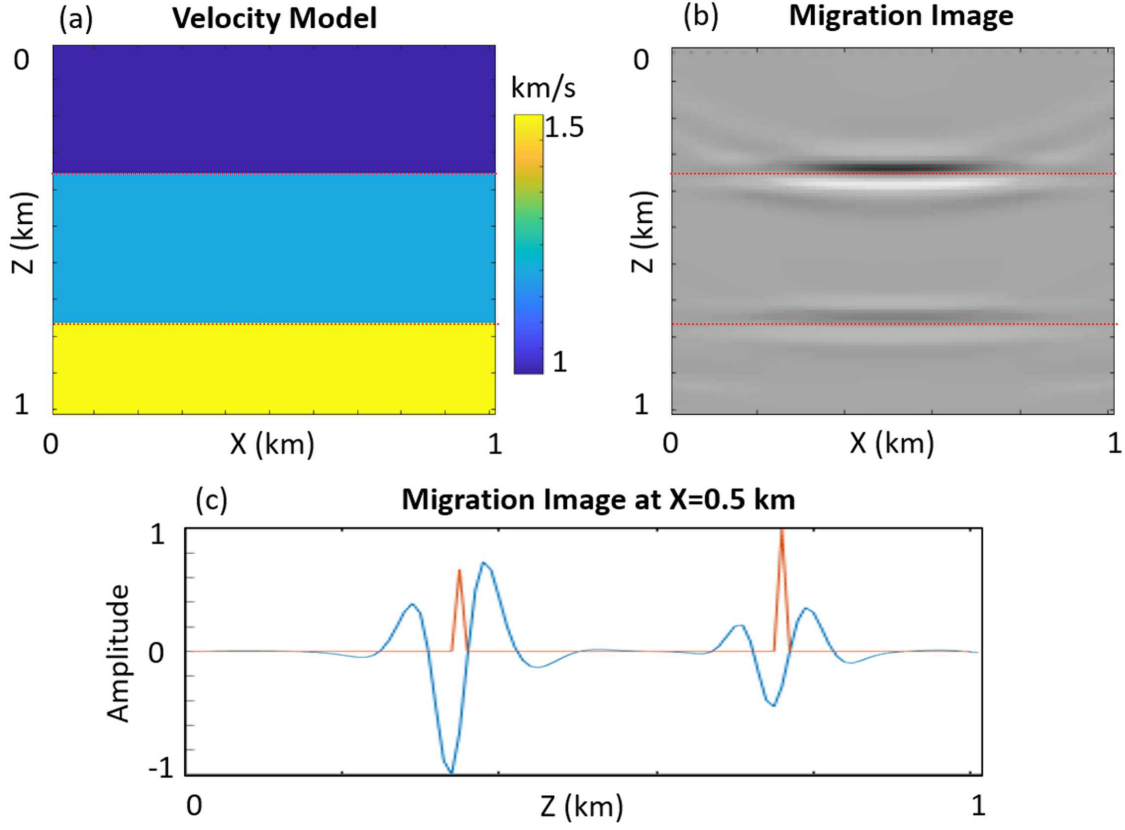 (a) Velocity Model
0
km/s
1.5
Z (km)
1
1
0
X (km)
1
(b) Migration Image
0
Z (km)
1
0
X (km)
1
(c) Migration Image at X=0.5 km
1
Amplitude
0
-1
0
Z (km)
1